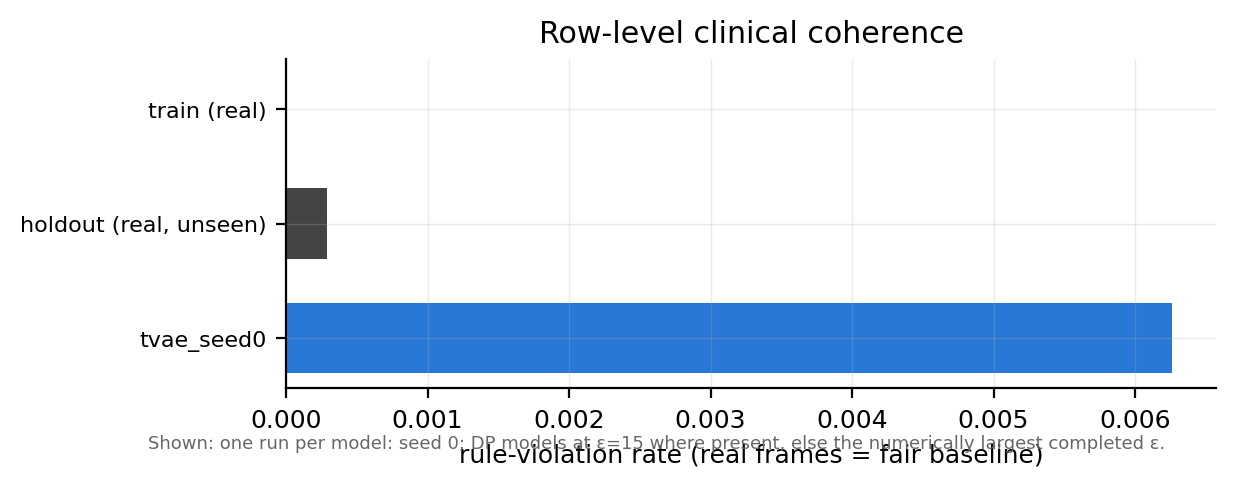 Row-level clinical coherence
train (real)
holdout (real, unseen)
tvae_seed0
0.000 0.001 0.002 0.003 0.004 0.005 0.006
Shown: one run per model: seed 0; DP models at ε=15 where present, else the numerically largest completed ε.
rule-violation rate (real frames = fair baseline)